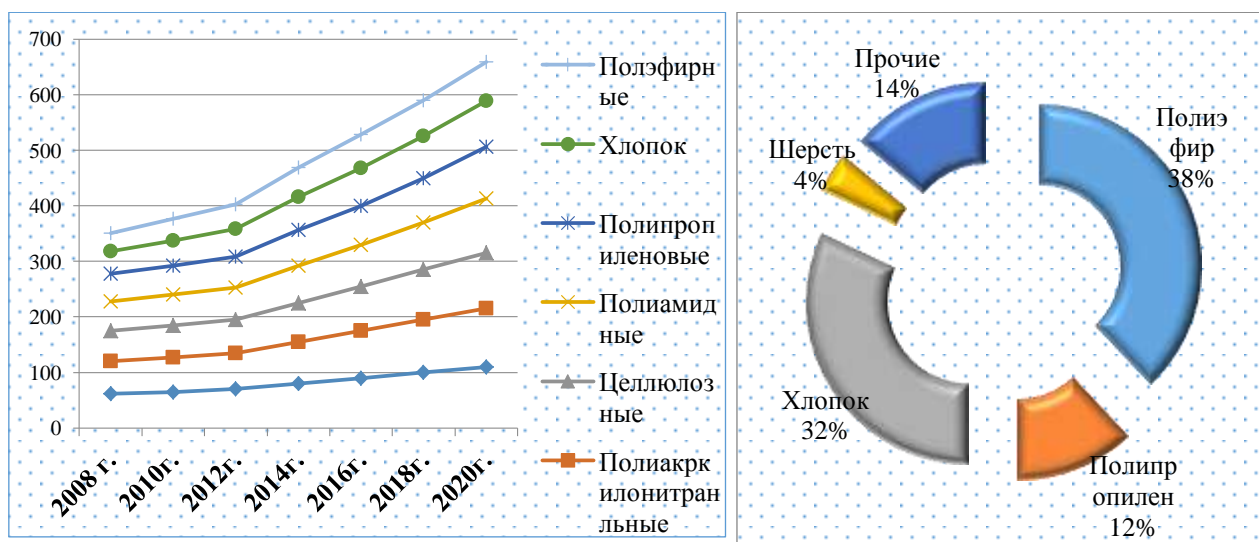 700
600
500
400
300
200
100
0
2008 г.
2010г.
2012г.
2014г.
2016г.
2018г.
2020г.
Полэфирн
ые
Хлопок
Полипроп
иленовые
Полиамид
ные
Целлюлоз
ные
Полиакрк
илонитран
льные
Прочие
14%
Полиэ
фир
38%
Шерсть
4%
Хлопок
32%
Полипр
опилен
12%